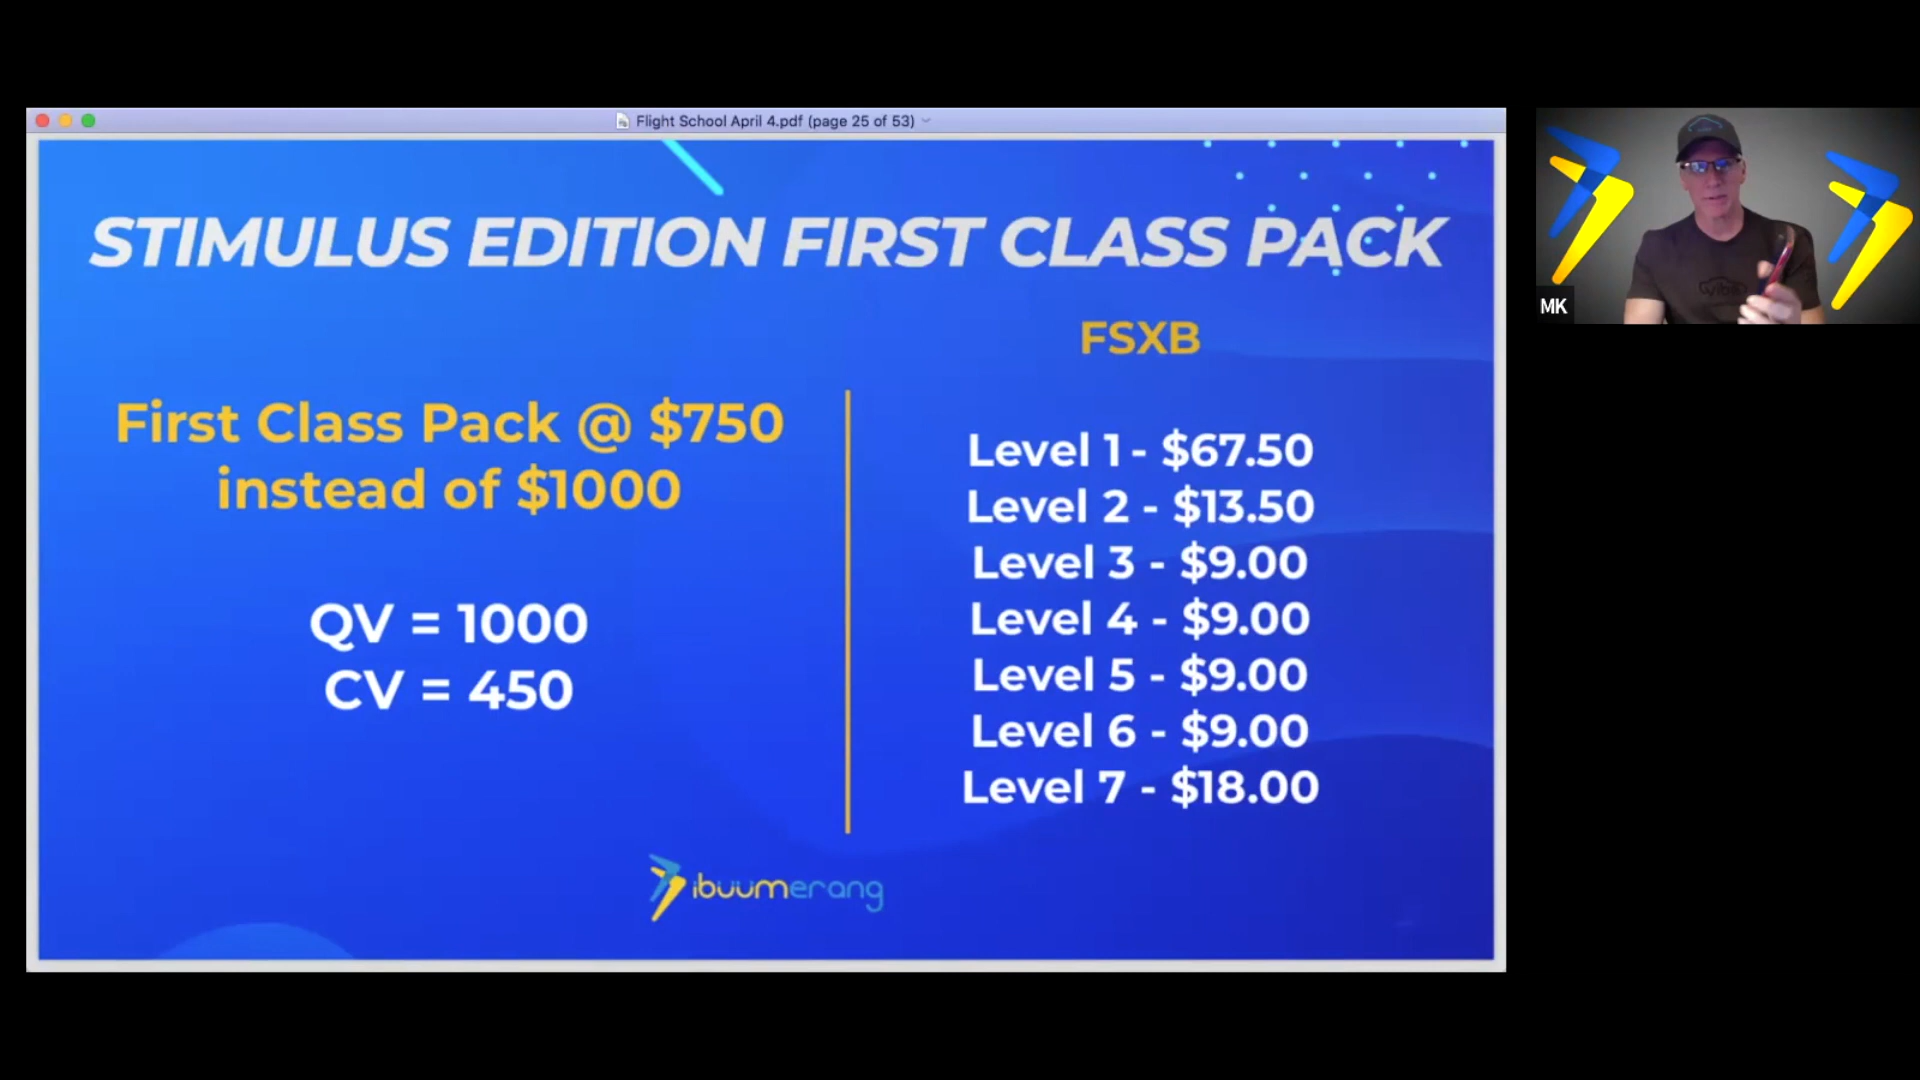 Flight School April 4.pdf (page 25 of 53)
STIMULUS EDITION FIRST CLASS PACK
First Class Pack @ $750
instead of $1000
QV = 1000
CV = 450
FSXB
Level 1 - $67.50
Level 2 - $13.50
Level 3 - $9.00
Level 4 - $9.00
Level 5 - $9.00
Level 6 - $9.00
Level 7 - $18.00
ibuumerang
MK